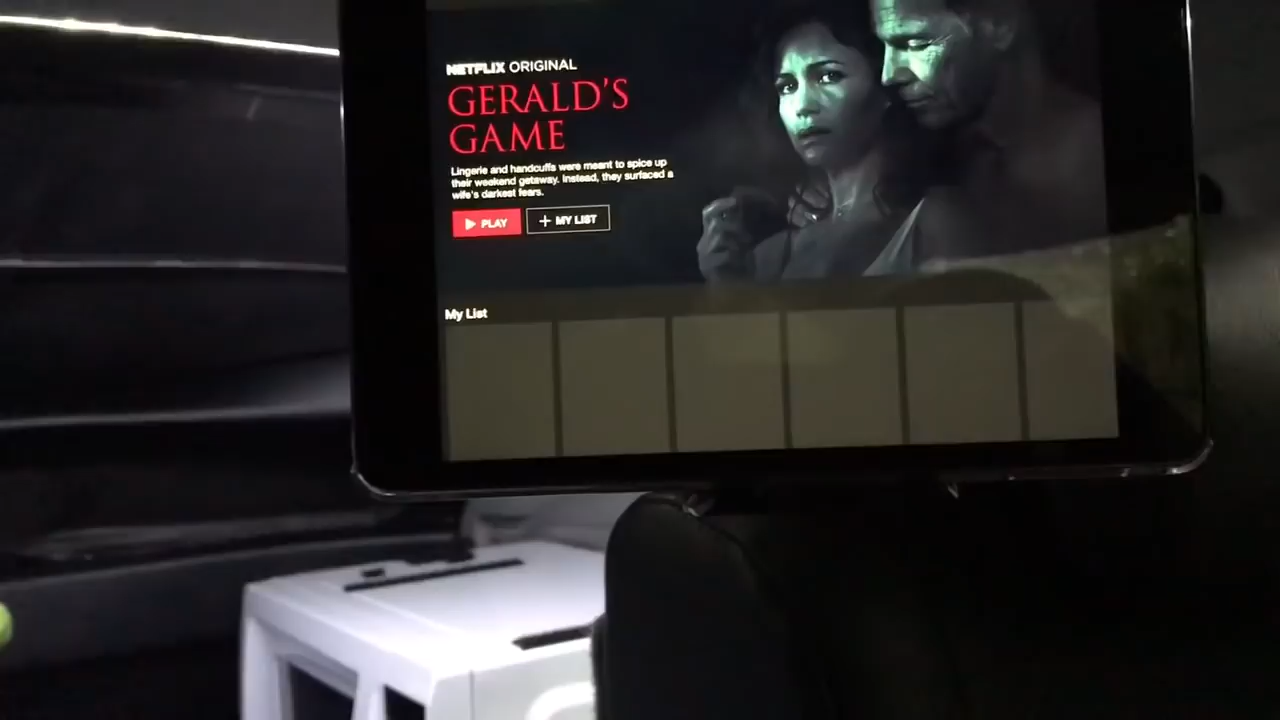 NETFLIX ORIGINAL
GERALD'S
GAME
Lingerie and handcuffs were meant to spice up
their weekend getaway. Instead, they surfaced a
wife's darkest fears.
PLAY
+ MY LIST
My List